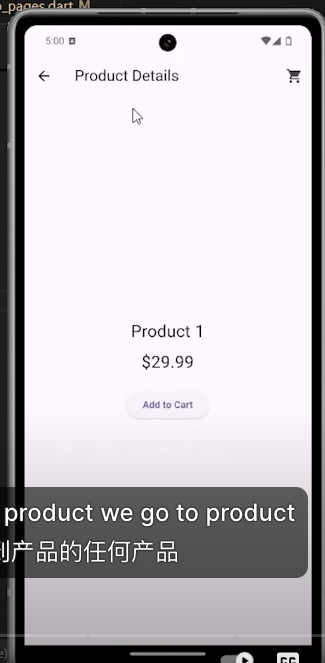 _pages.dart M
5:00
Product Details
Product 1
$29.99
Add to Cart
product we go to product
到产品的任何产品
CC